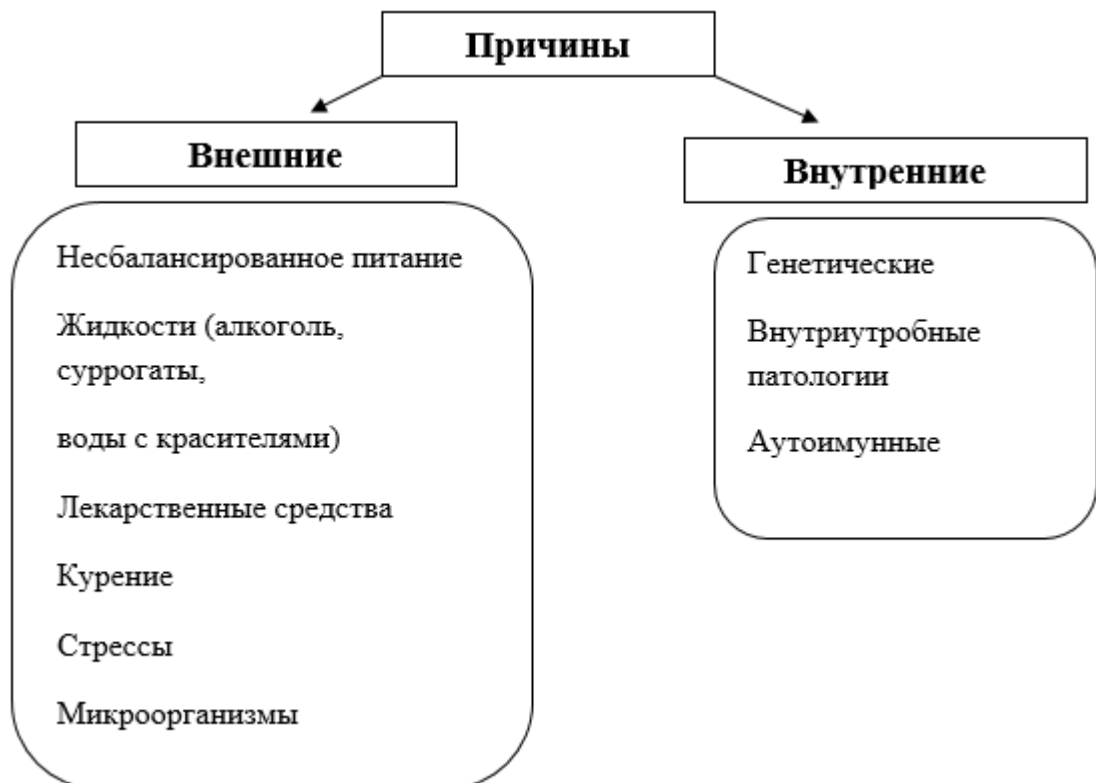 Причины
Внешние
Несбалансированное питание
Жидкости (алкоголь,
суррогаты,
воды с красителями)
Лекарственные средства
Курение
Стрессы
Микроорганизмы
Внутренние
Генетические
Внутриутробные
патологии
Аутоимунные